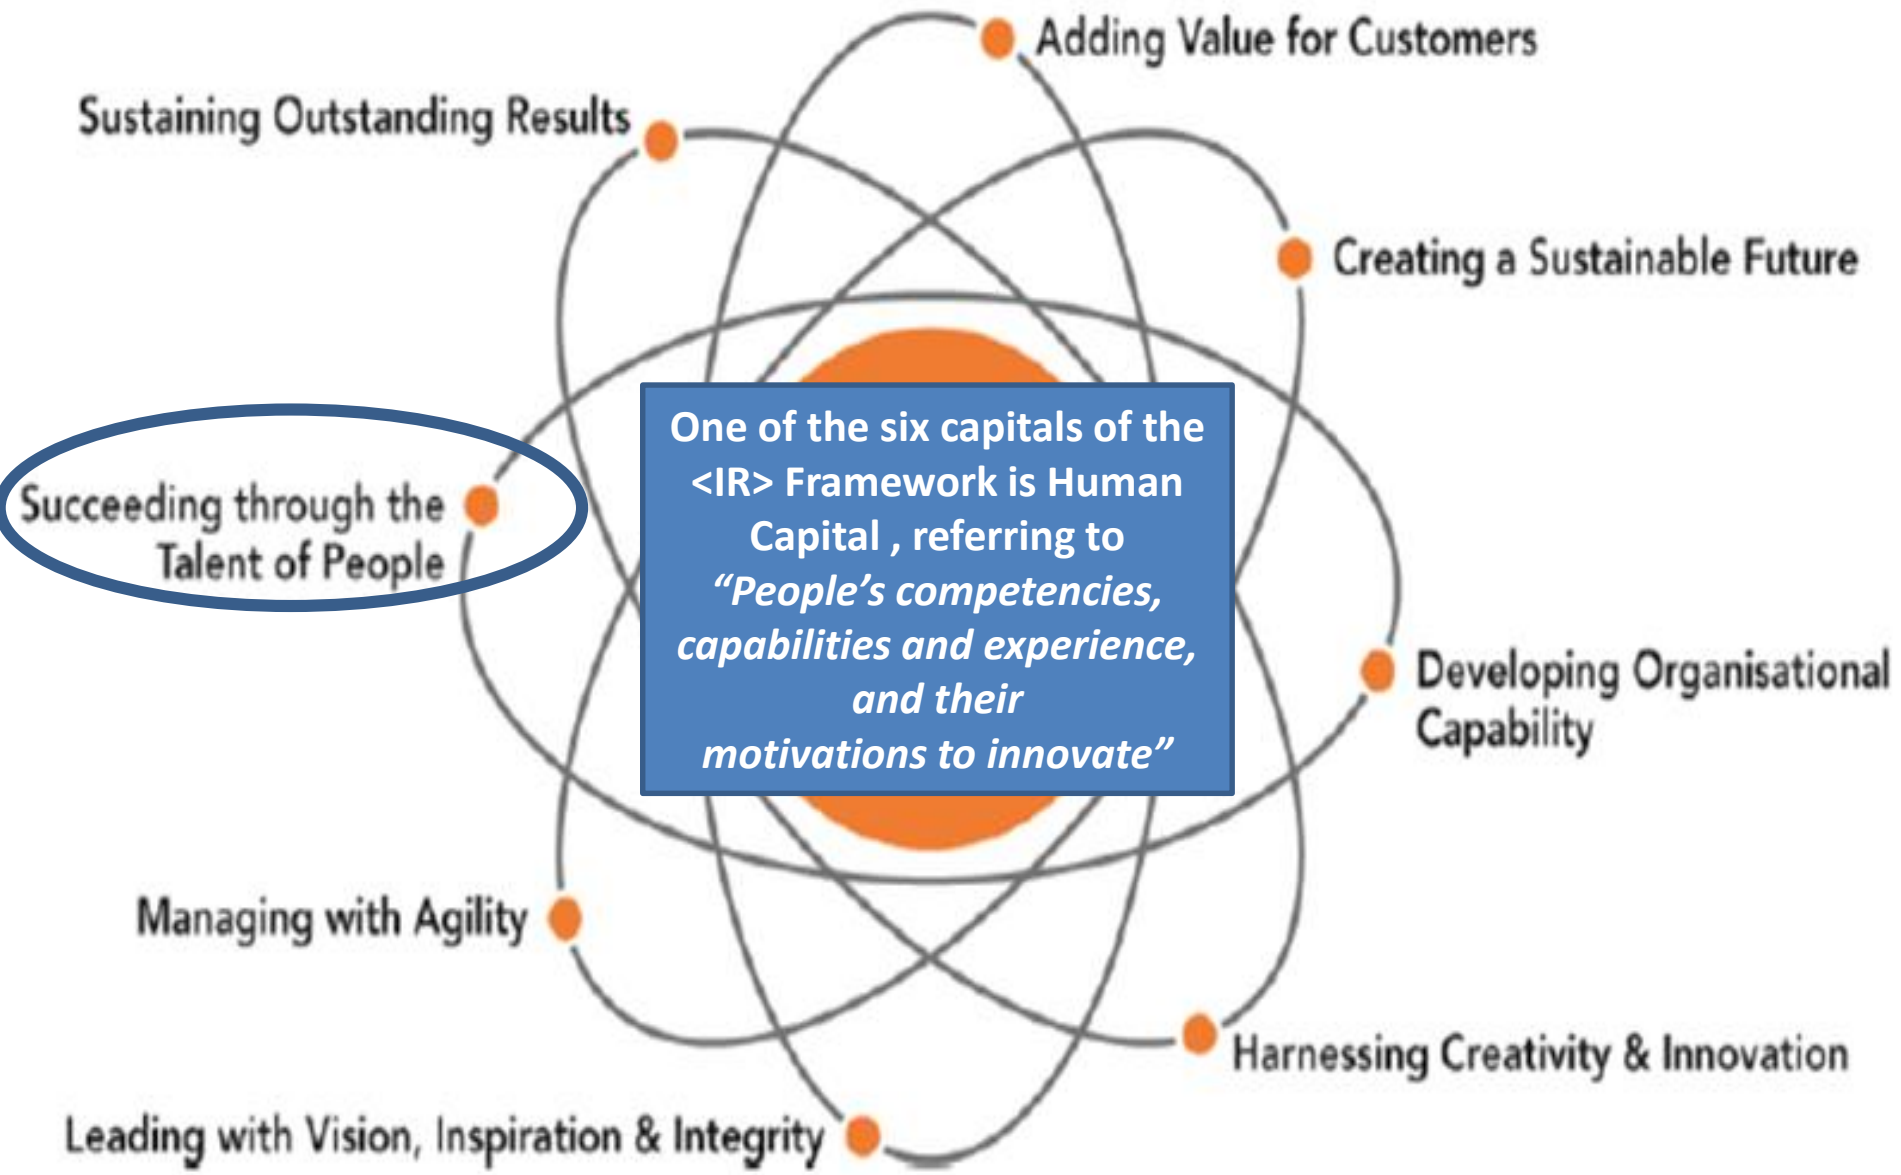 Adding Value for Customers
Sustaining Outstanding Results
Creating a Sustainable Future
One of the six capitals of the
<IR> Framework is Human
Capital , referring to
“People’s competencies,
capabilities and experience,
and their
motivations to innovate”
Succeeding through the
Talent of People
Developing Organisational
Capability
Managing with Agility
Harnessing Creativity & Innovation
Leading with Vision, Inspiration & Integrity